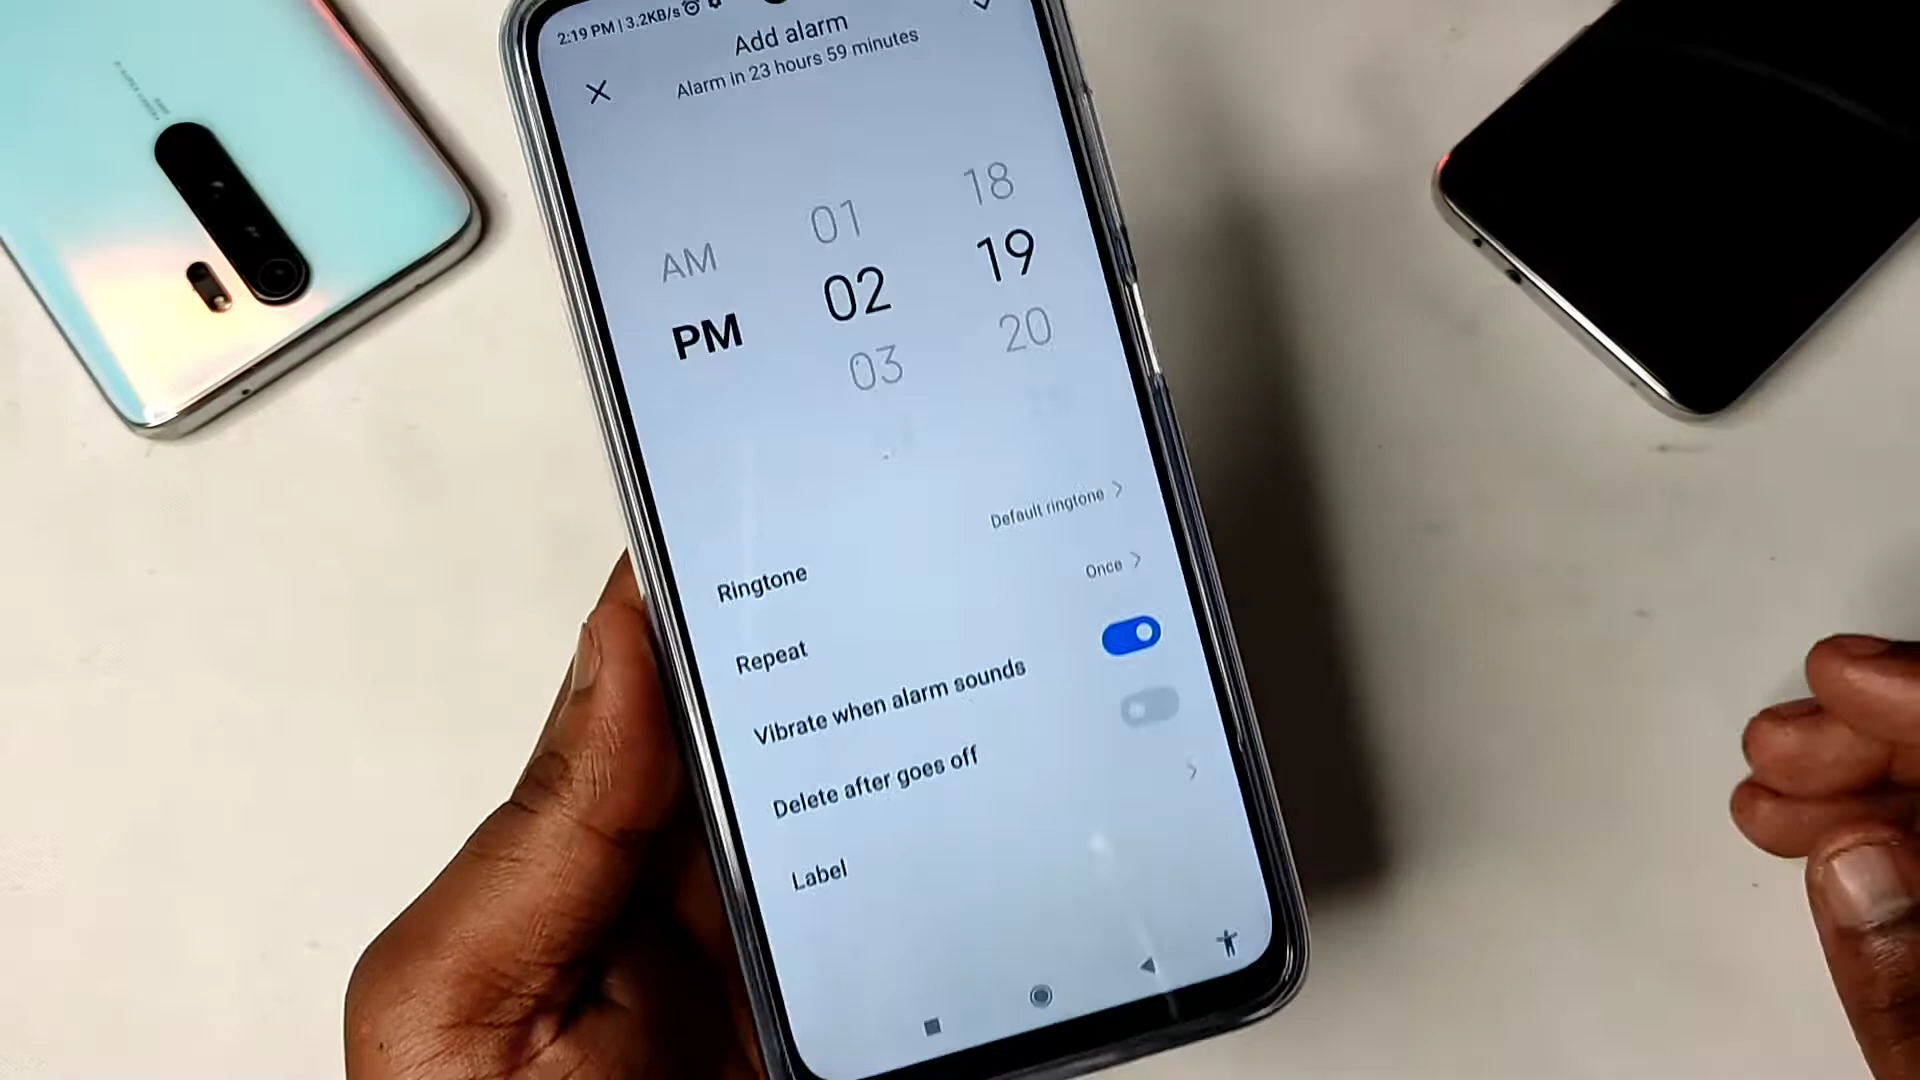 2:19 PM | 3.2KB/s
Add alarm
Alarm in 23 hours 59 minutes
01 18
AM 02 19
PM 03 20
Default ringtone
Ringtone
Once
Repeat
Vibrate when alarm sounds
Delete after goes off
Label